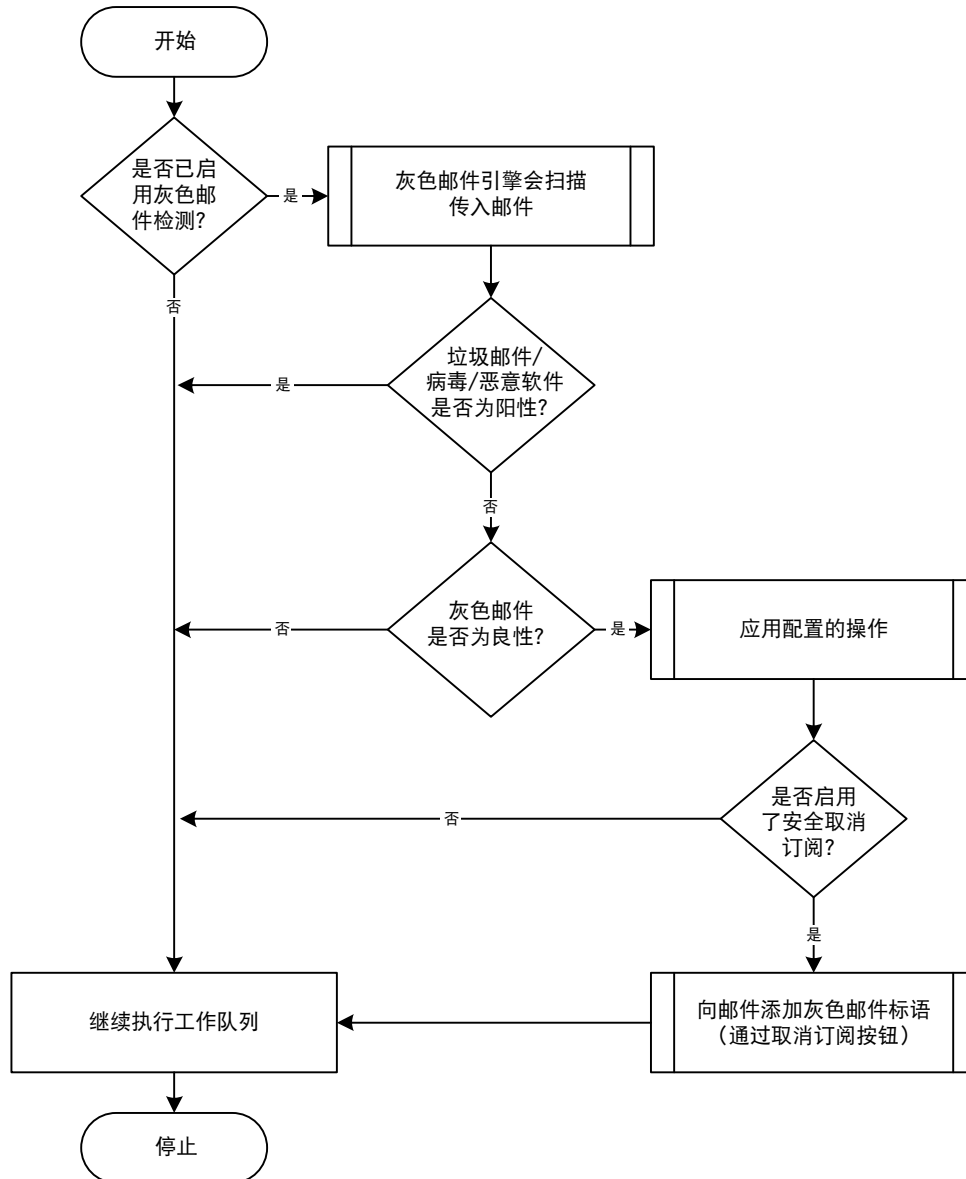 开始
是否已启
用灰色邮
件检测?
是
灰色邮件引擎会扫描
传入邮件
否
垃圾邮件/
病毒/恶意软件
是否为阳性?
是
否
灰色邮件
是否为良性?
否
是
应用配置的操作
是否启用
了安全取消
订阅?
否
是
继续执行工作队列
向邮件添加灰色邮件标语
（通过取消订阅按钮）
停止